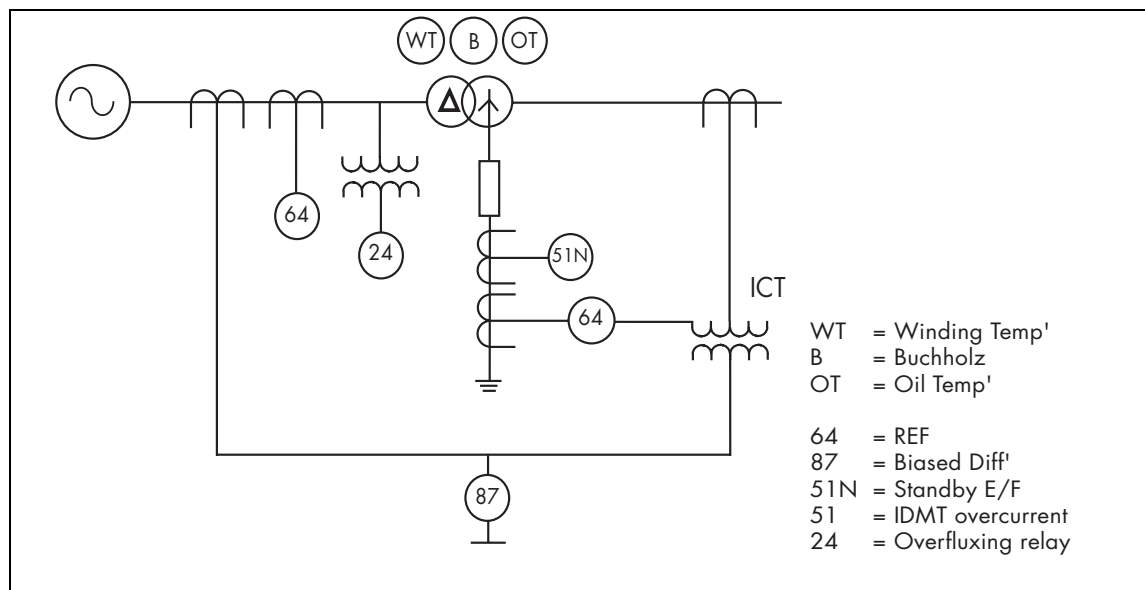 WT B OT
64
24
51N
64
ICT
87
WT = Winding Temp'
B = Buchholz
OT = Oil Temp'
64 = REF
87 = Biased Diff'
51N = Standby E/F
51 = IDMT overcurrent
24 = Overfluxing relay